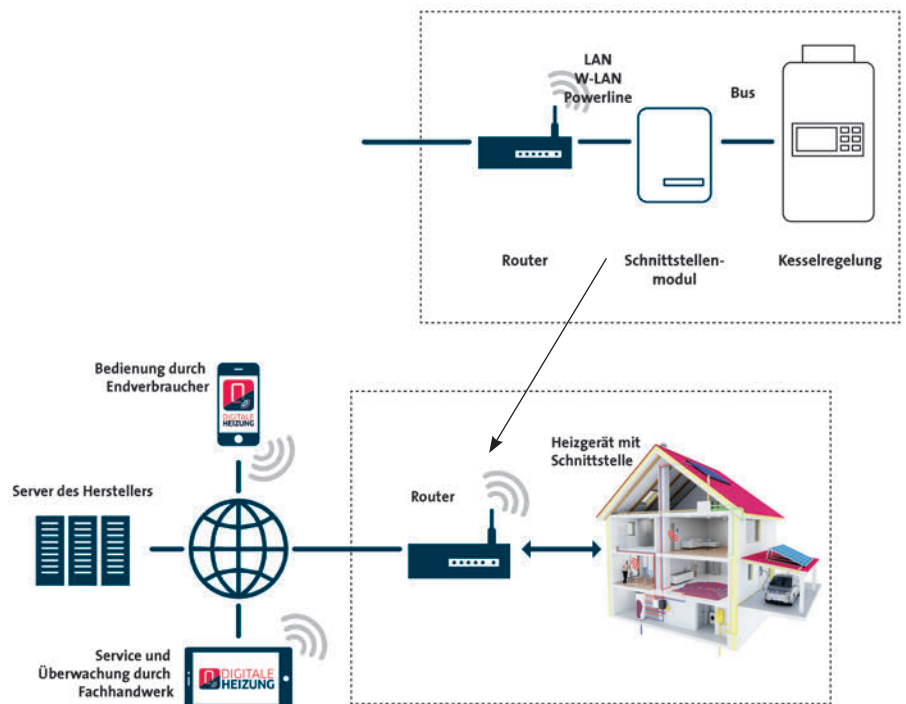 LAN
W-LAN
Powerline
Bus
Router
Schnittstellen-
modul
Kesselregelung
Bedienung durch
Endverbraucher
DIGITALE
HEIZUNG
Server des Herstellers
Router
Heizgerät mit
Schnittstelle
Service und
Überwachung durch
Fachhandwerk
DIGITALE
HEIZUNG